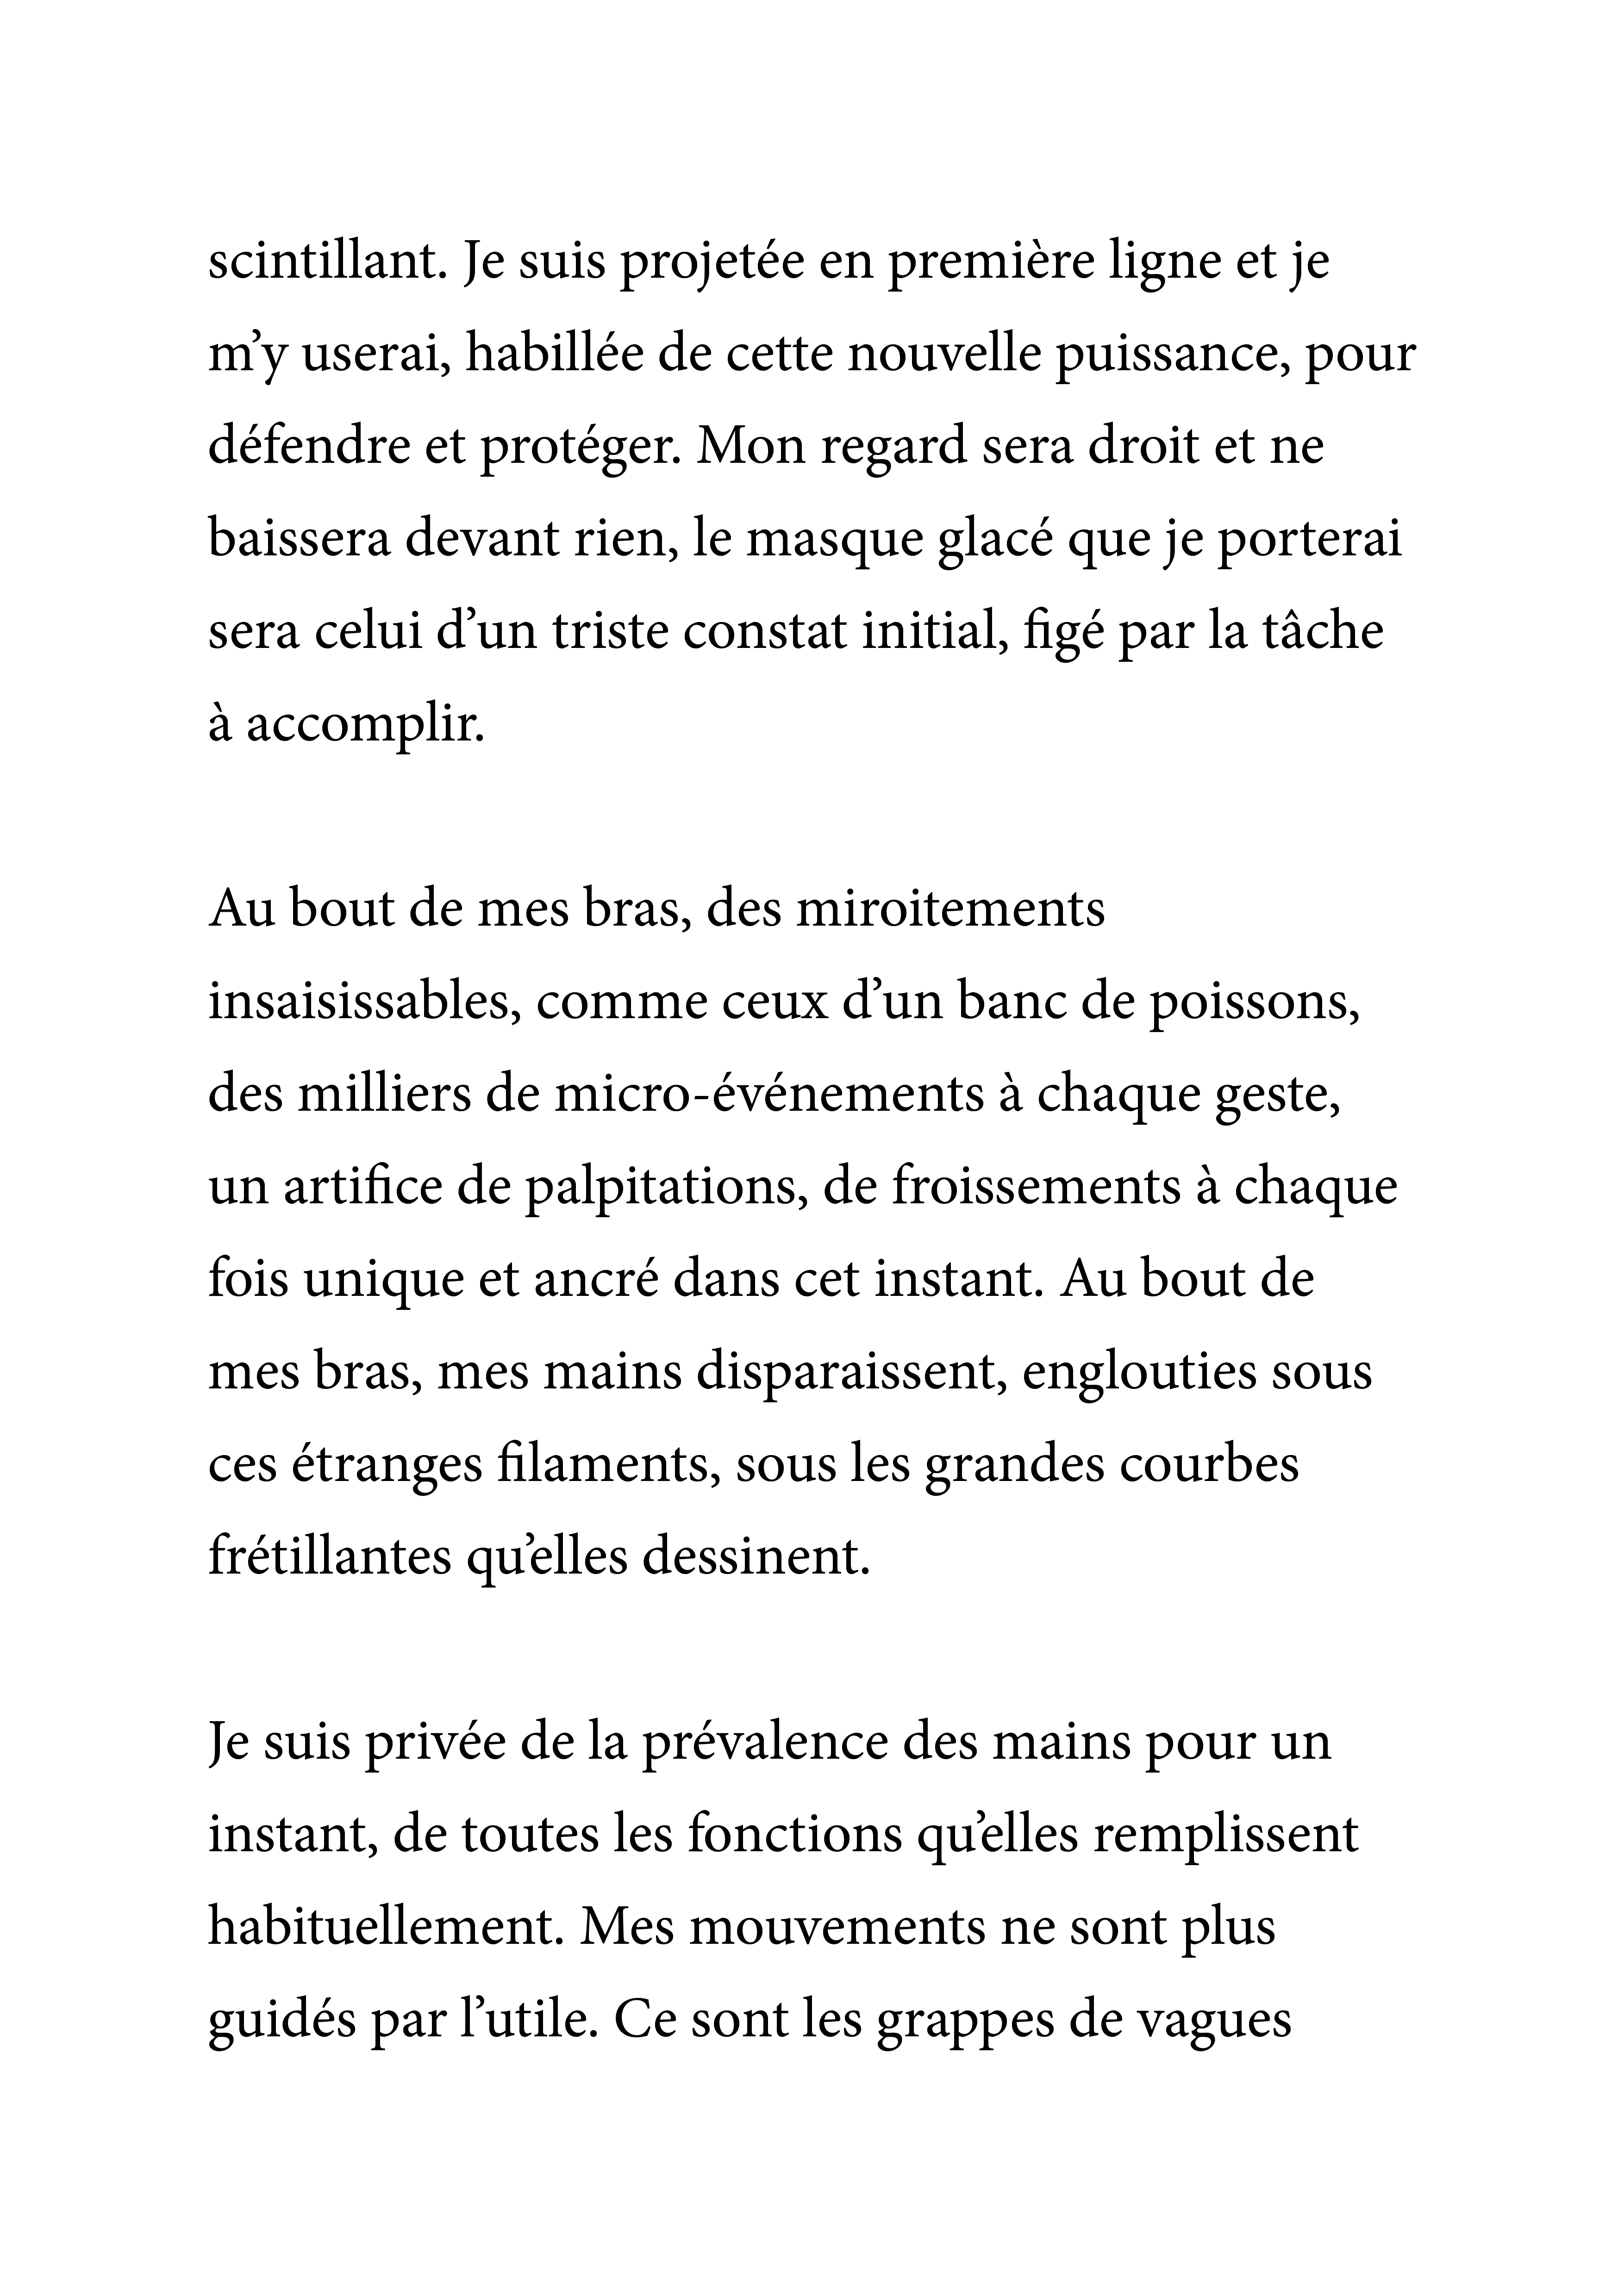 scintillant. Je suis projetée en première ligne et je
m’y userai, habillée de cette nouvelle puissance, pour
défendre et protéger. Mon regard sera droit et ne
baissera devant rien, le masque glacé que je porterai
sera celui d’un triste constat initial, figé par la tâche
à accomplir.
Au bout de mes bras, des miroitements
insaisissables, comme ceux d’un banc de poissons,
des milliers de micro-événements à chaque geste,
un artifice de palpitations, de froissements à chaque
fois unique et ancré dans cet instant. Au bout de
mes bras, mes mains disparaissent, englouties sous
ces étranges filaments, sous les grandes courbes
frétillantes qu’elles dessinent.
Je suis privée de la prévalence des mains pour un
instant, de toutes les fonctions qu’elles remplissent
habituellement. Mes mouvements ne sont plus
guidés par l’utile. Ce sont les grappes de vagues